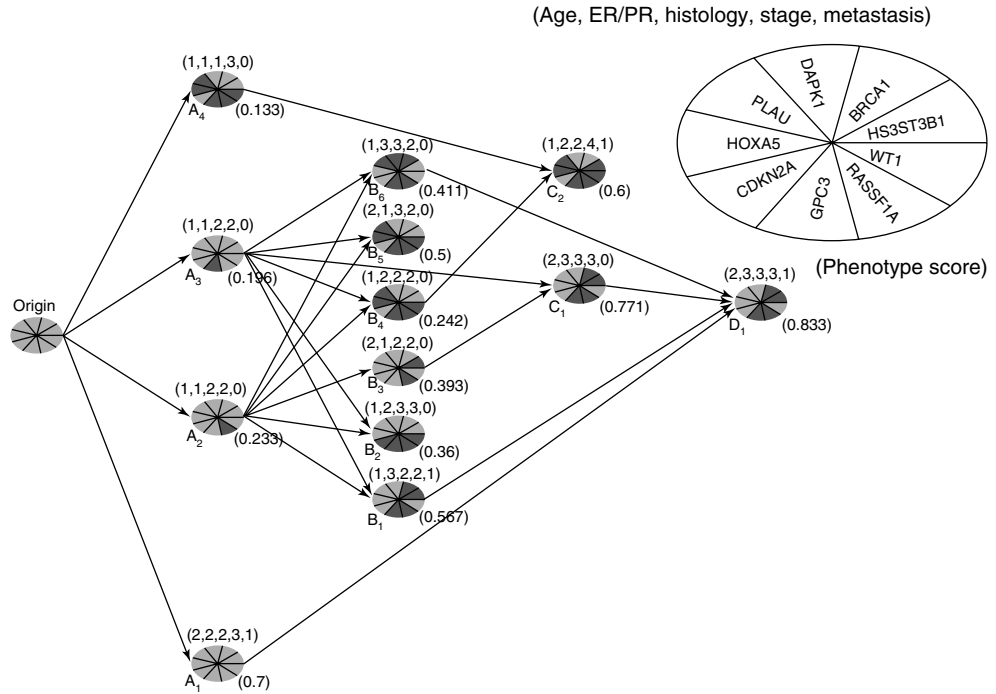 (Age, ER/PR, histology, stage, metastasis)
DAPK1
BRCA1
PLAU
HS3ST3B1
HOXA5
WT1
CDKN2A
RASSF1A
GPC3
(Phenotype score)
Origin
(1,1,1,3,0)
A4
(0.133)
(1,1,2,2,0)
A3
(0.196)
(1,1,2,2,0)
A2
(0.233)
(2,2,2,3,1)
A1
(0.7)
(1,3,3,2,0)
B6
(0.411)
(2,1,3,2,0)
B5
(0.5)
(1,2,2,2,0)
B4
(0.242)
(2,1,2,2,0)
B3
(0.393)
(1,2,3,3,0)
B2
(0.36)
(1,3,2,2,1)
B1
(0.567)
(1,2,2,4,1)
C2
(0.6)
(2,3,3,3,0)
C1
(0.771)
(2,3,3,3,1)
D1
(0.833)